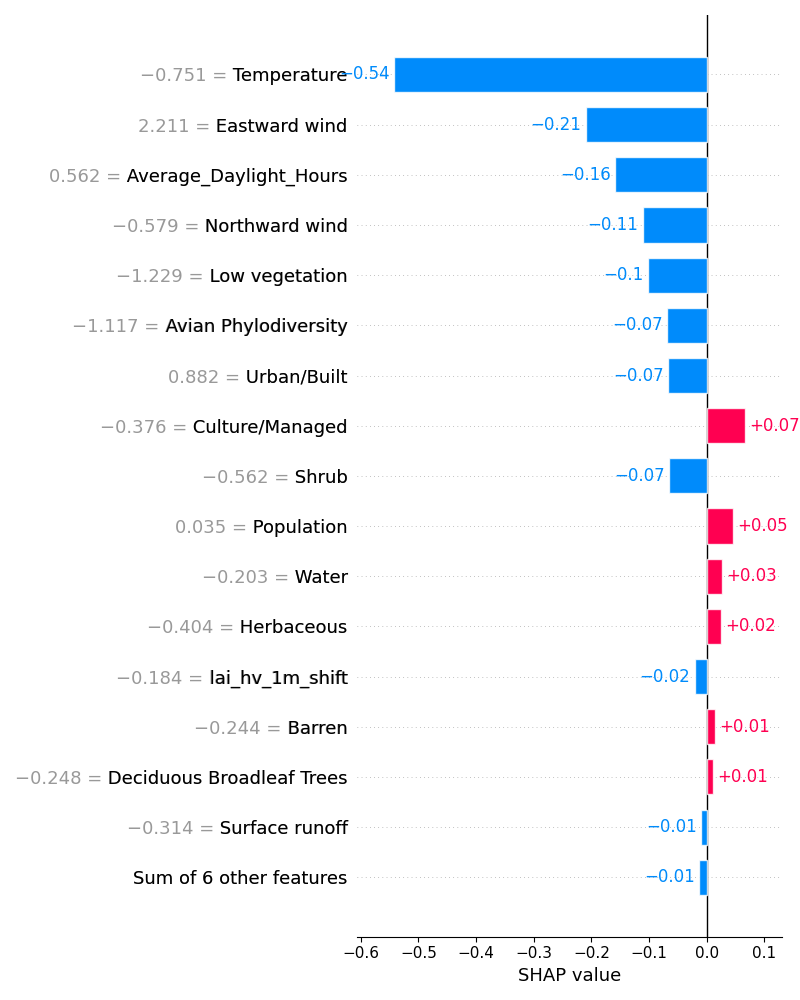 −0.751 = Temperature −0.54
2.211 = Eastward wind −0.21
0.562 = Average_Daylight_Hours −0.16
−0.579 = Northward wind −0.11
−1.229 = Low vegetation −0.1
−1.117 = Avian Phylodiversity −0.07
0.882 = Urban/Built −0.07
−0.376 = Culture/Managed +0.07
−0.562 = Shrub −0.07
0.035 = Population +0.05
−0.203 = Water +0.03
−0.404 = Herbaceous +0.02
−0.184 = lai_hv_1m_shift −0.02
−0.244 = Barren +0.01
−0.248 = Deciduous Broadleaf Trees +0.01
−0.314 = Surface runoff −0.01
Sum of 6 other features −0.01
−0.6 −0.5 −0.4 −0.3 −0.2 −0.1 0.0 0.1
SHAP value